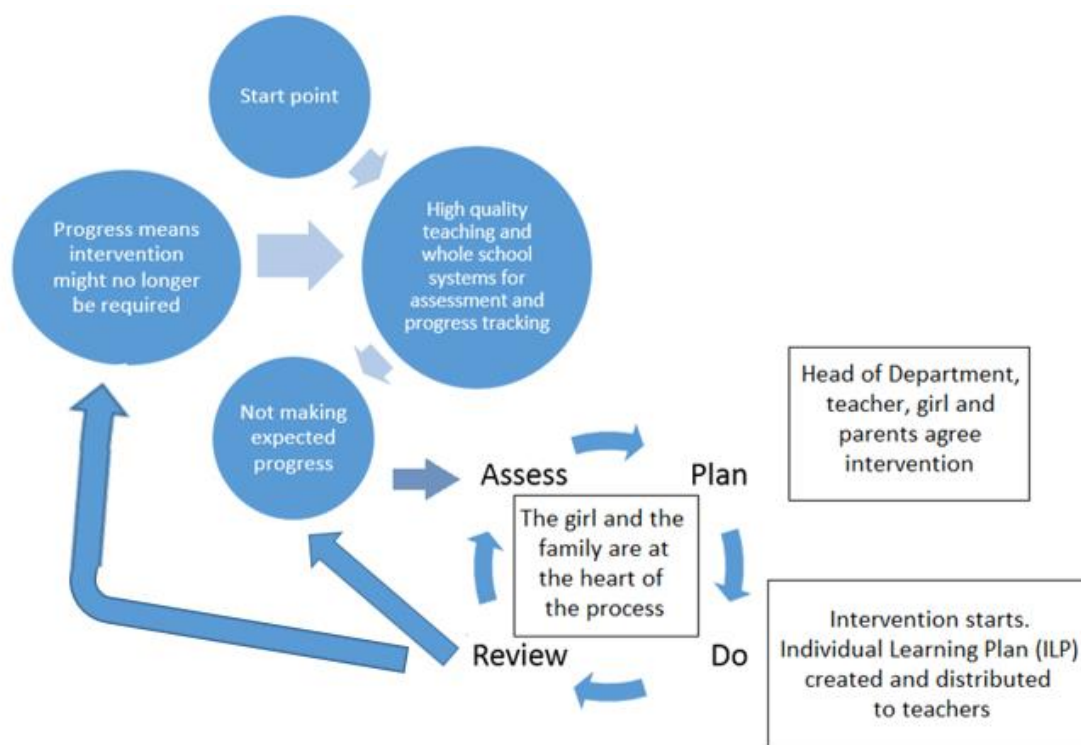 Start point
Progress means
intervention
might no longer
be required
High quality
teaching and
whole school
systems for
assessment and
progress tracking
Not making
expected
progress
Assess
Plan
Head of Department,
teacher, girl and
parents agree
intervention
The girl and the
family are at
the heart of
the process
Review
Do
Intervention starts.
Individual Learning Plan (ILP)
created and distributed
to teachers